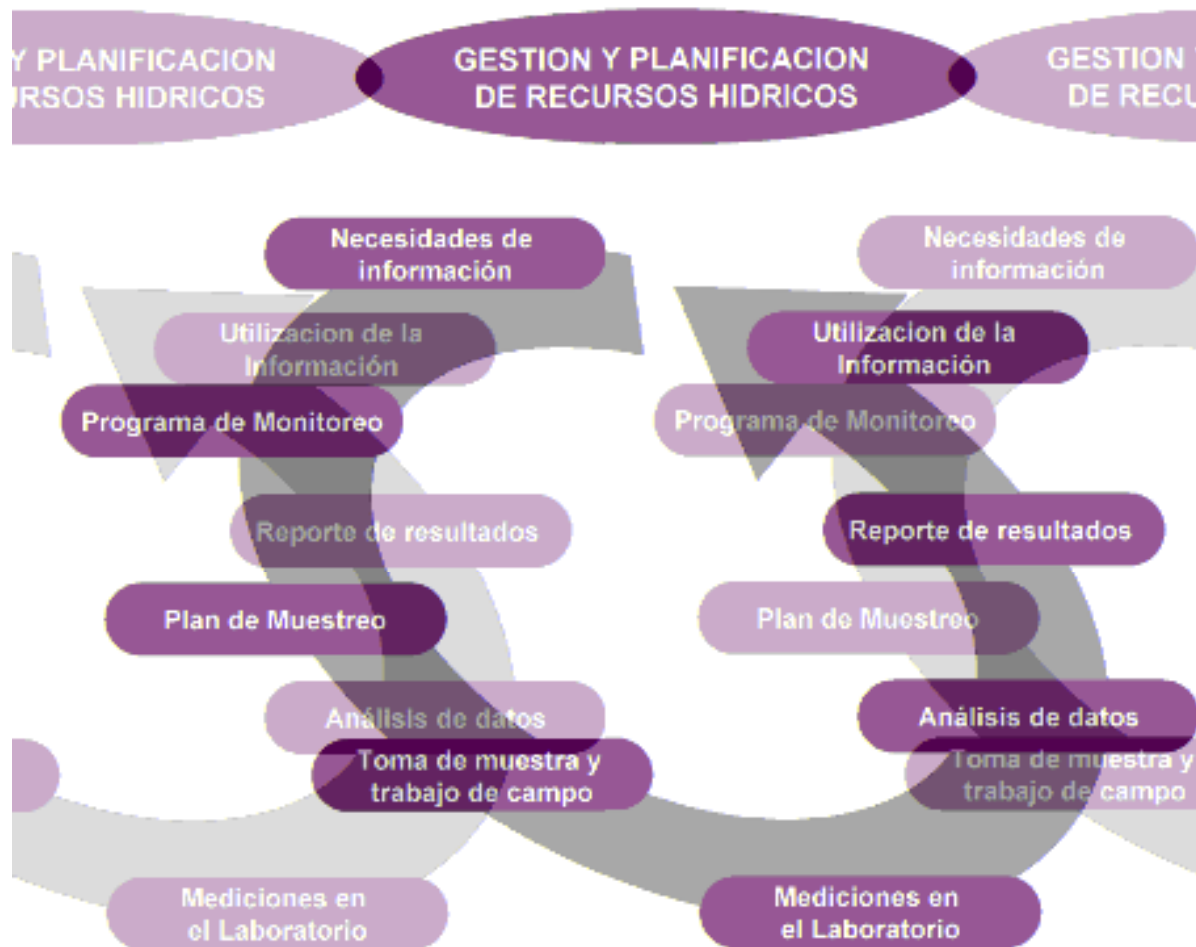 Y PLANIFICACION
URSOS HIDRICOS
GESTION Y PLANIFICACION
DE RECURSOS HIDRICOS
GESTION
DE RECU
Necesidades de
información
Necesidades de
información
Utilizacion de la
Información
Utilizacion de la
Información
Programa de Monitoreo
Programa de Monitoreo
Reporte de resultados
Reporte de resultados
Plan de Muestreo
Plan de Muestreo
Análisis de datos
Análisis de datos
Toma de muestra y
trabajo de campo
Toma de muestra y
trabajo de campo
Mediciones en
el Laboratorio
Mediciones en
el Laboratorio